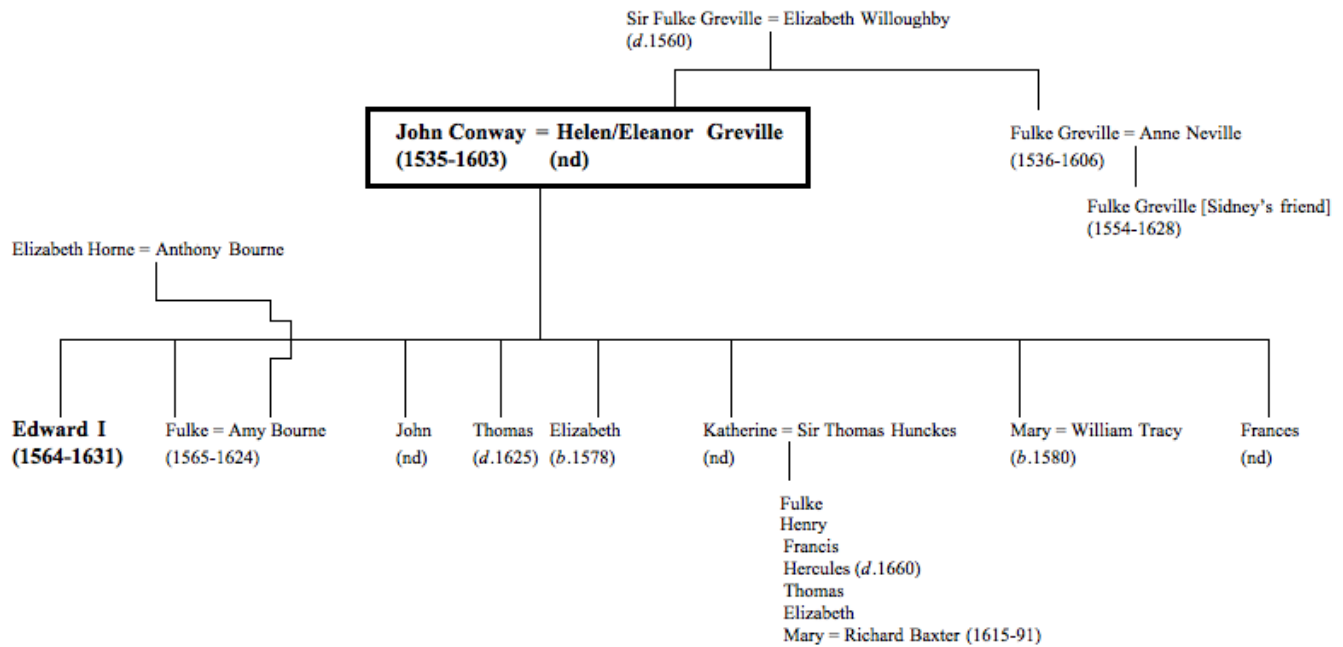 Sir Fulke Greville = Elizabeth Willoughby
(d.1560)
John Conway = Helen/Eleanor Greville
(1535-1603) (nd)
Fulke Greville = Anne Neville
(1536-1606)
Fulke Greville [Sidney's friend]
(1554-1628)
Elizabeth Horne = Anthony Bourne
Edward I
(1564-1631)
Fulke = Amy Bourne
(1565-1624)
John
(nd)
Thomas
(d.1625)
Elizabeth
(b.1578)
Katherine = Sir Thomas Hunckes
(nd)
Mary = William Tracy
(b.1580)
Frances
(nd)
Fulke
Henry
Francis
Hercules (d.1660)
Thomas
Elizabeth
Mary = Richard Baxter (1615-91)